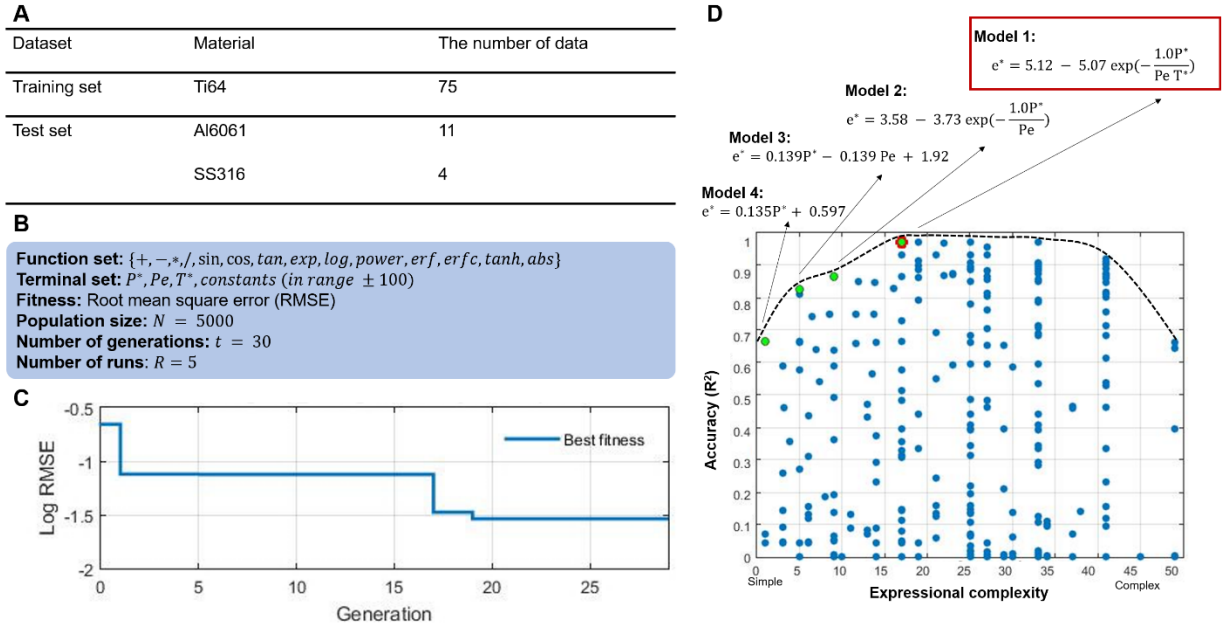 A
Dataset Material The number of data
Training set Ti64 75
Test set Al6061 11
SS316 4
B
Function set: {+, −,*,/, sin, cos, tan, exp, log, power, erf, erfc, tanh, abs}
Terminal set: P*, Pe, T*, constants (in range ± 100)
Fitness: Root mean square error (RMSE)
Population size: N = 5000
Number of generations: t = 30
Number of runs: R = 5
C
-0.5
-1
-1.5
-2
Log RMSE
Best fitness
0 5 10 15 20 25
Generation
D
Model 1:
e* = 5.12 − 5.07 exp(−1.0P*/Pe T*)
Model 2:
e* = 3.58 − 3.73 exp(−1.0P*/Pe)
Model 3:
e* = 0.139P* − 0.139 Pe + 1.92
Model 4:
e* = 0.135P* + 0.597
1
0.9
0.8
0.7
0.6
0.5
0.4
0.3
0.2
0.1
0
Accuracy (R²)
0 5 10 15 20 25 30 35 40 45 50
Simple Complex
Expressional complexity